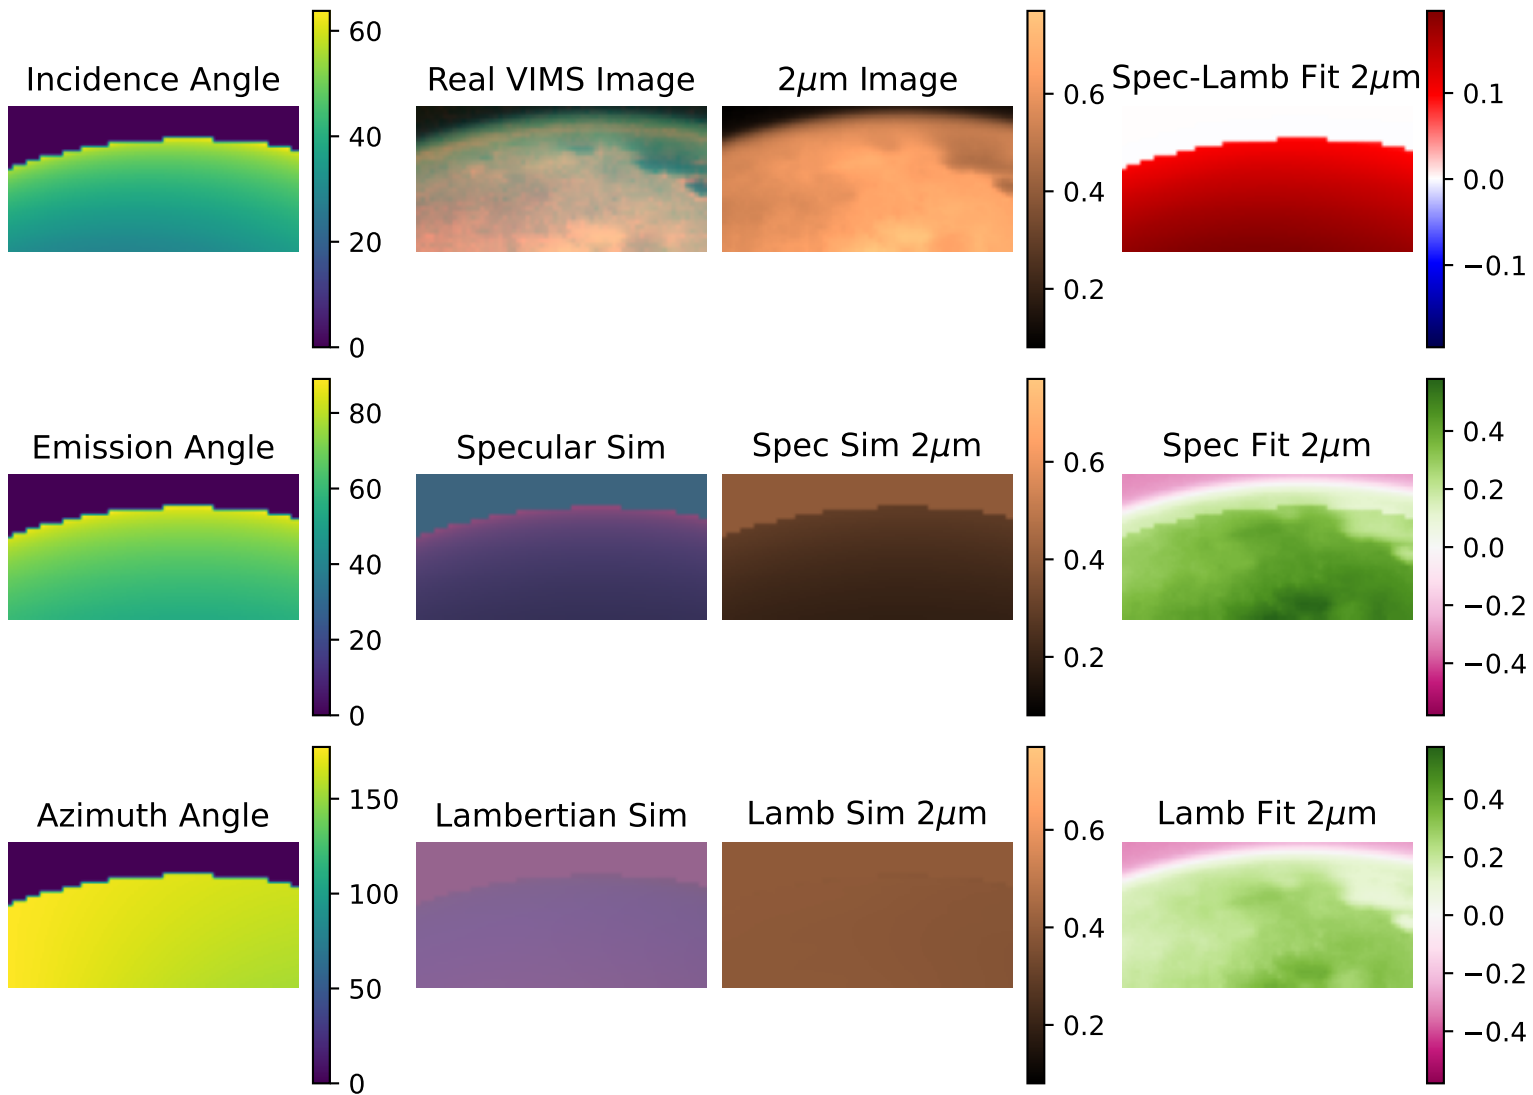 Incidence Angle
60
40
20
0
Real VIMS Image
2μm Image
0.6
0.4
0.2
Spec-Lamb Fit 2μm
0.1
0.0
−0.1
Emission Angle
80
60
40
20
0
Specular Sim
Spec Sim 2μm
0.6
0.4
0.2
Spec Fit 2μm
0.4
0.2
0.0
−0.2
−0.4
Azimuth Angle
150
100
50
0
Lambertian Sim
Lamb Sim 2μm
0.6
0.4
0.2
Lamb Fit 2μm
0.4
0.2
0.0
−0.2
−0.4